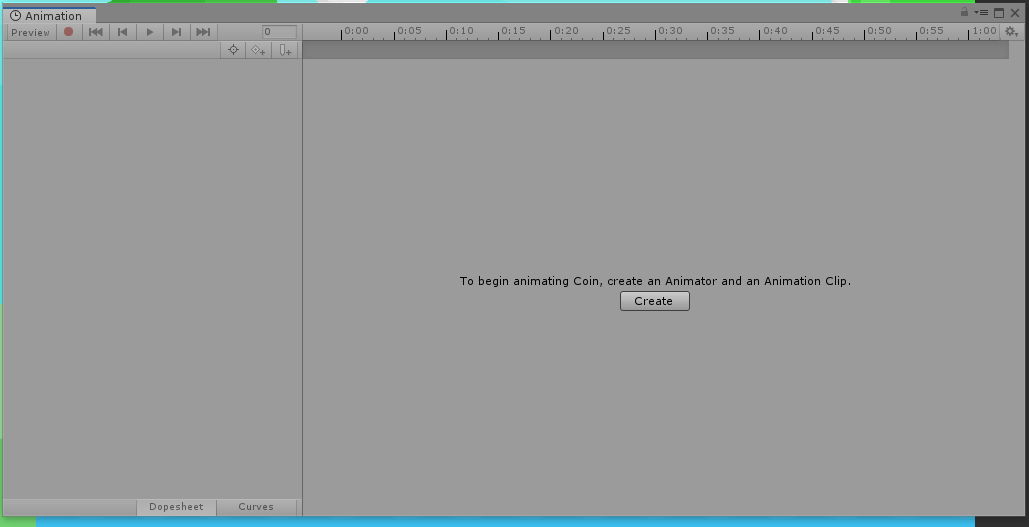 Animation
Preview
0
0:00 0:05 0:10 0:15 0:20 0:25 0:30 0:35 0:40 0:45 0:50 0:55 1:00
To begin animating Coin, create an Animator and an Animation Clip.
Create
Dopesheet Curves